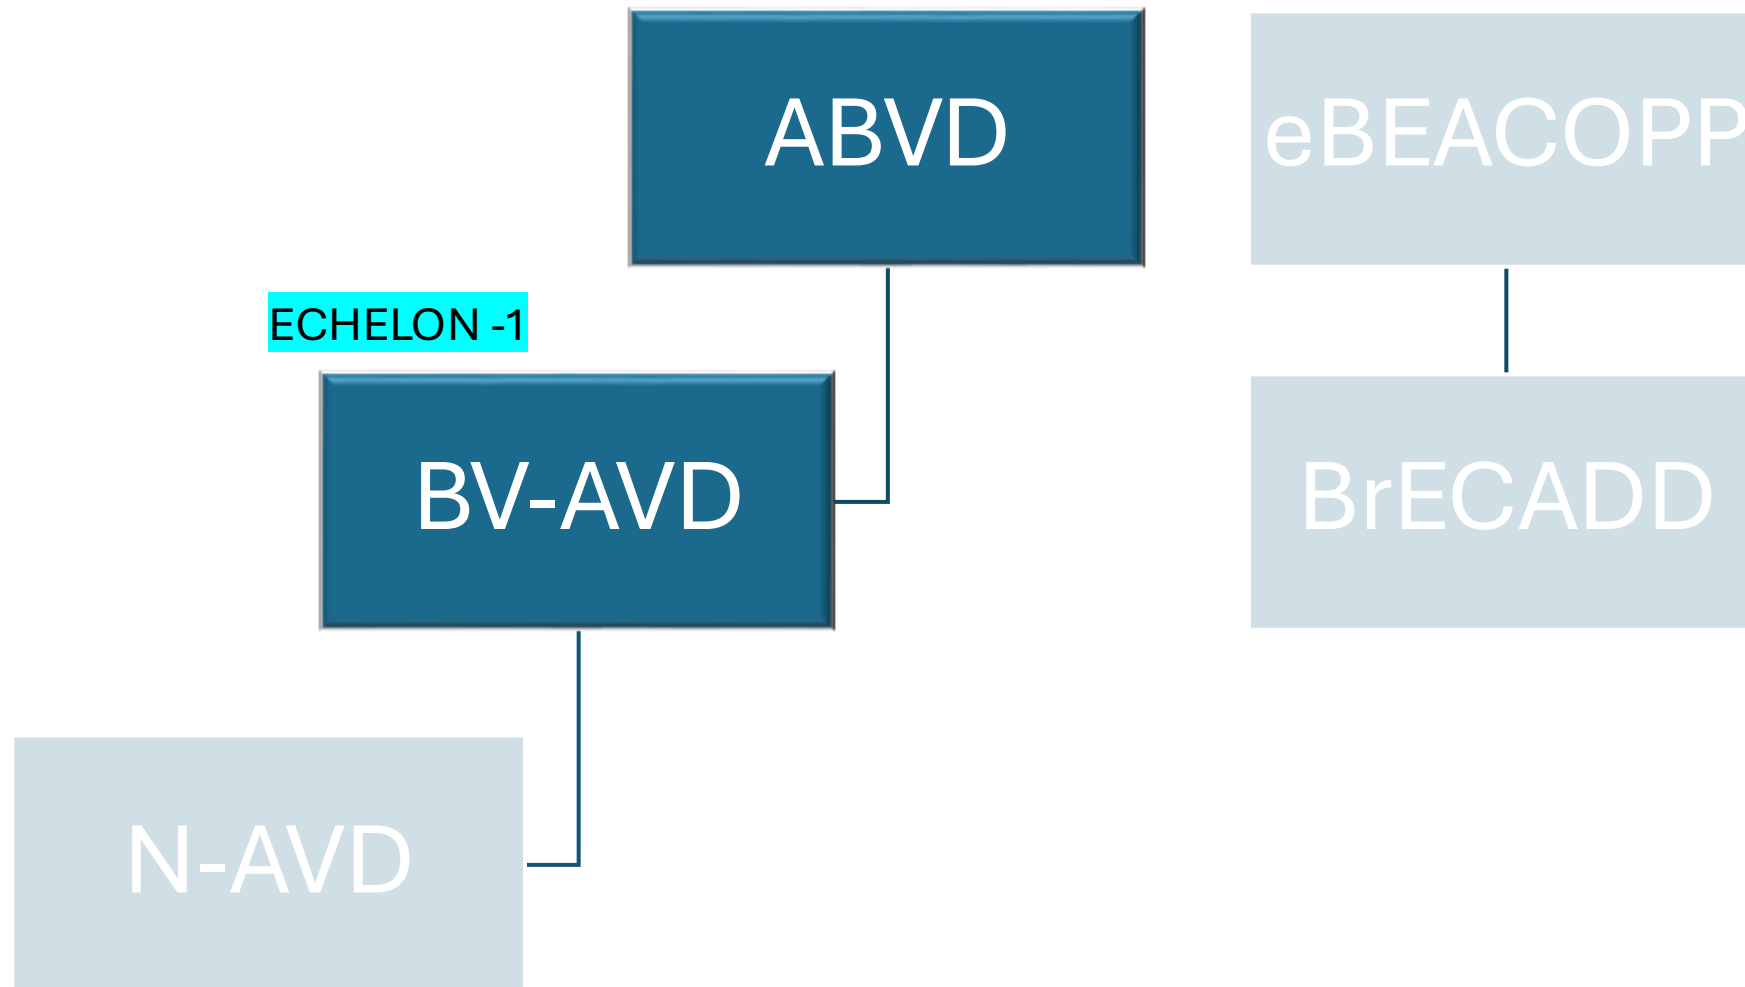 ABVD
eBEACOPP
ECHELON -1
BV-AVD
BrECADD
N-AVD